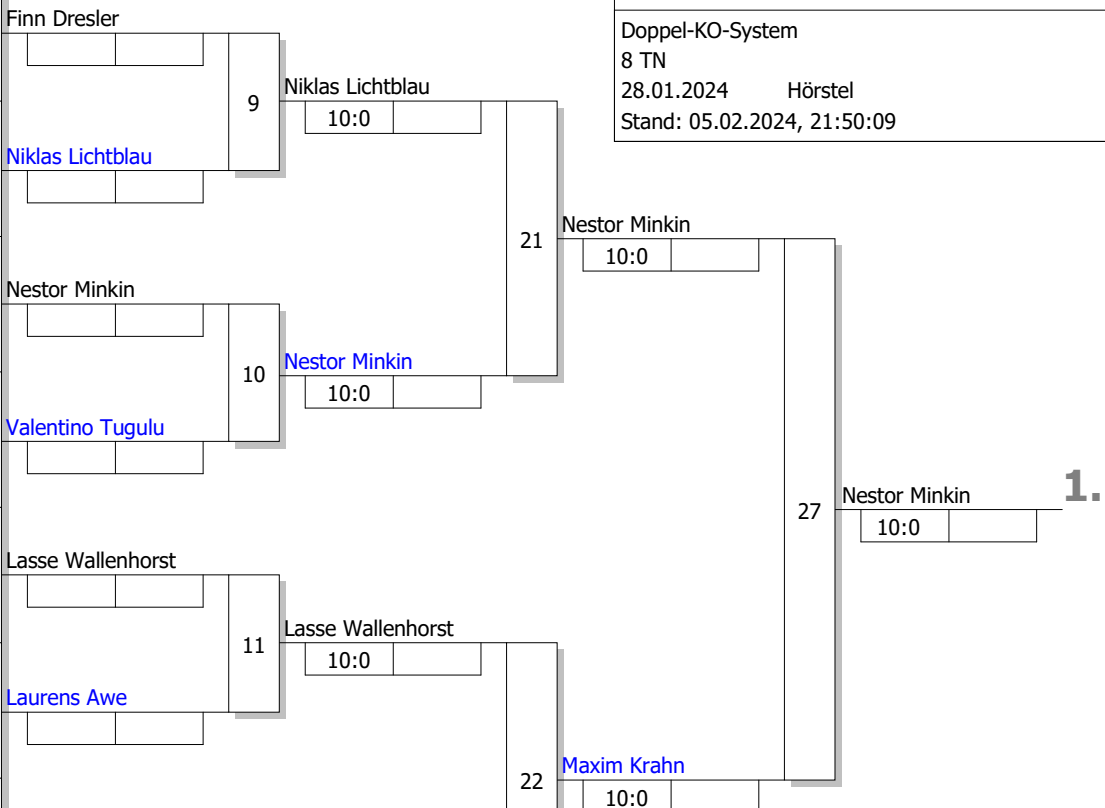 Finn Dresler
Doppel-KO-System
8 TN
28.01.2024 Hörstel
Stand: 05.02.2024, 21:50:09
9
Niklas Lichtblau
10:0
Niklas Lichtblau
21
Nestor Minkin
10:0
Nestor Minkin
10
Nestor Minkin
10:0
Valentino Tugulu
27
Nestor Minkin
10:0
1.
Lasse Wallenhorst
11
Lasse Wallenhorst
10:0
Laurens Awe
22
Maxim Krahn
10:0